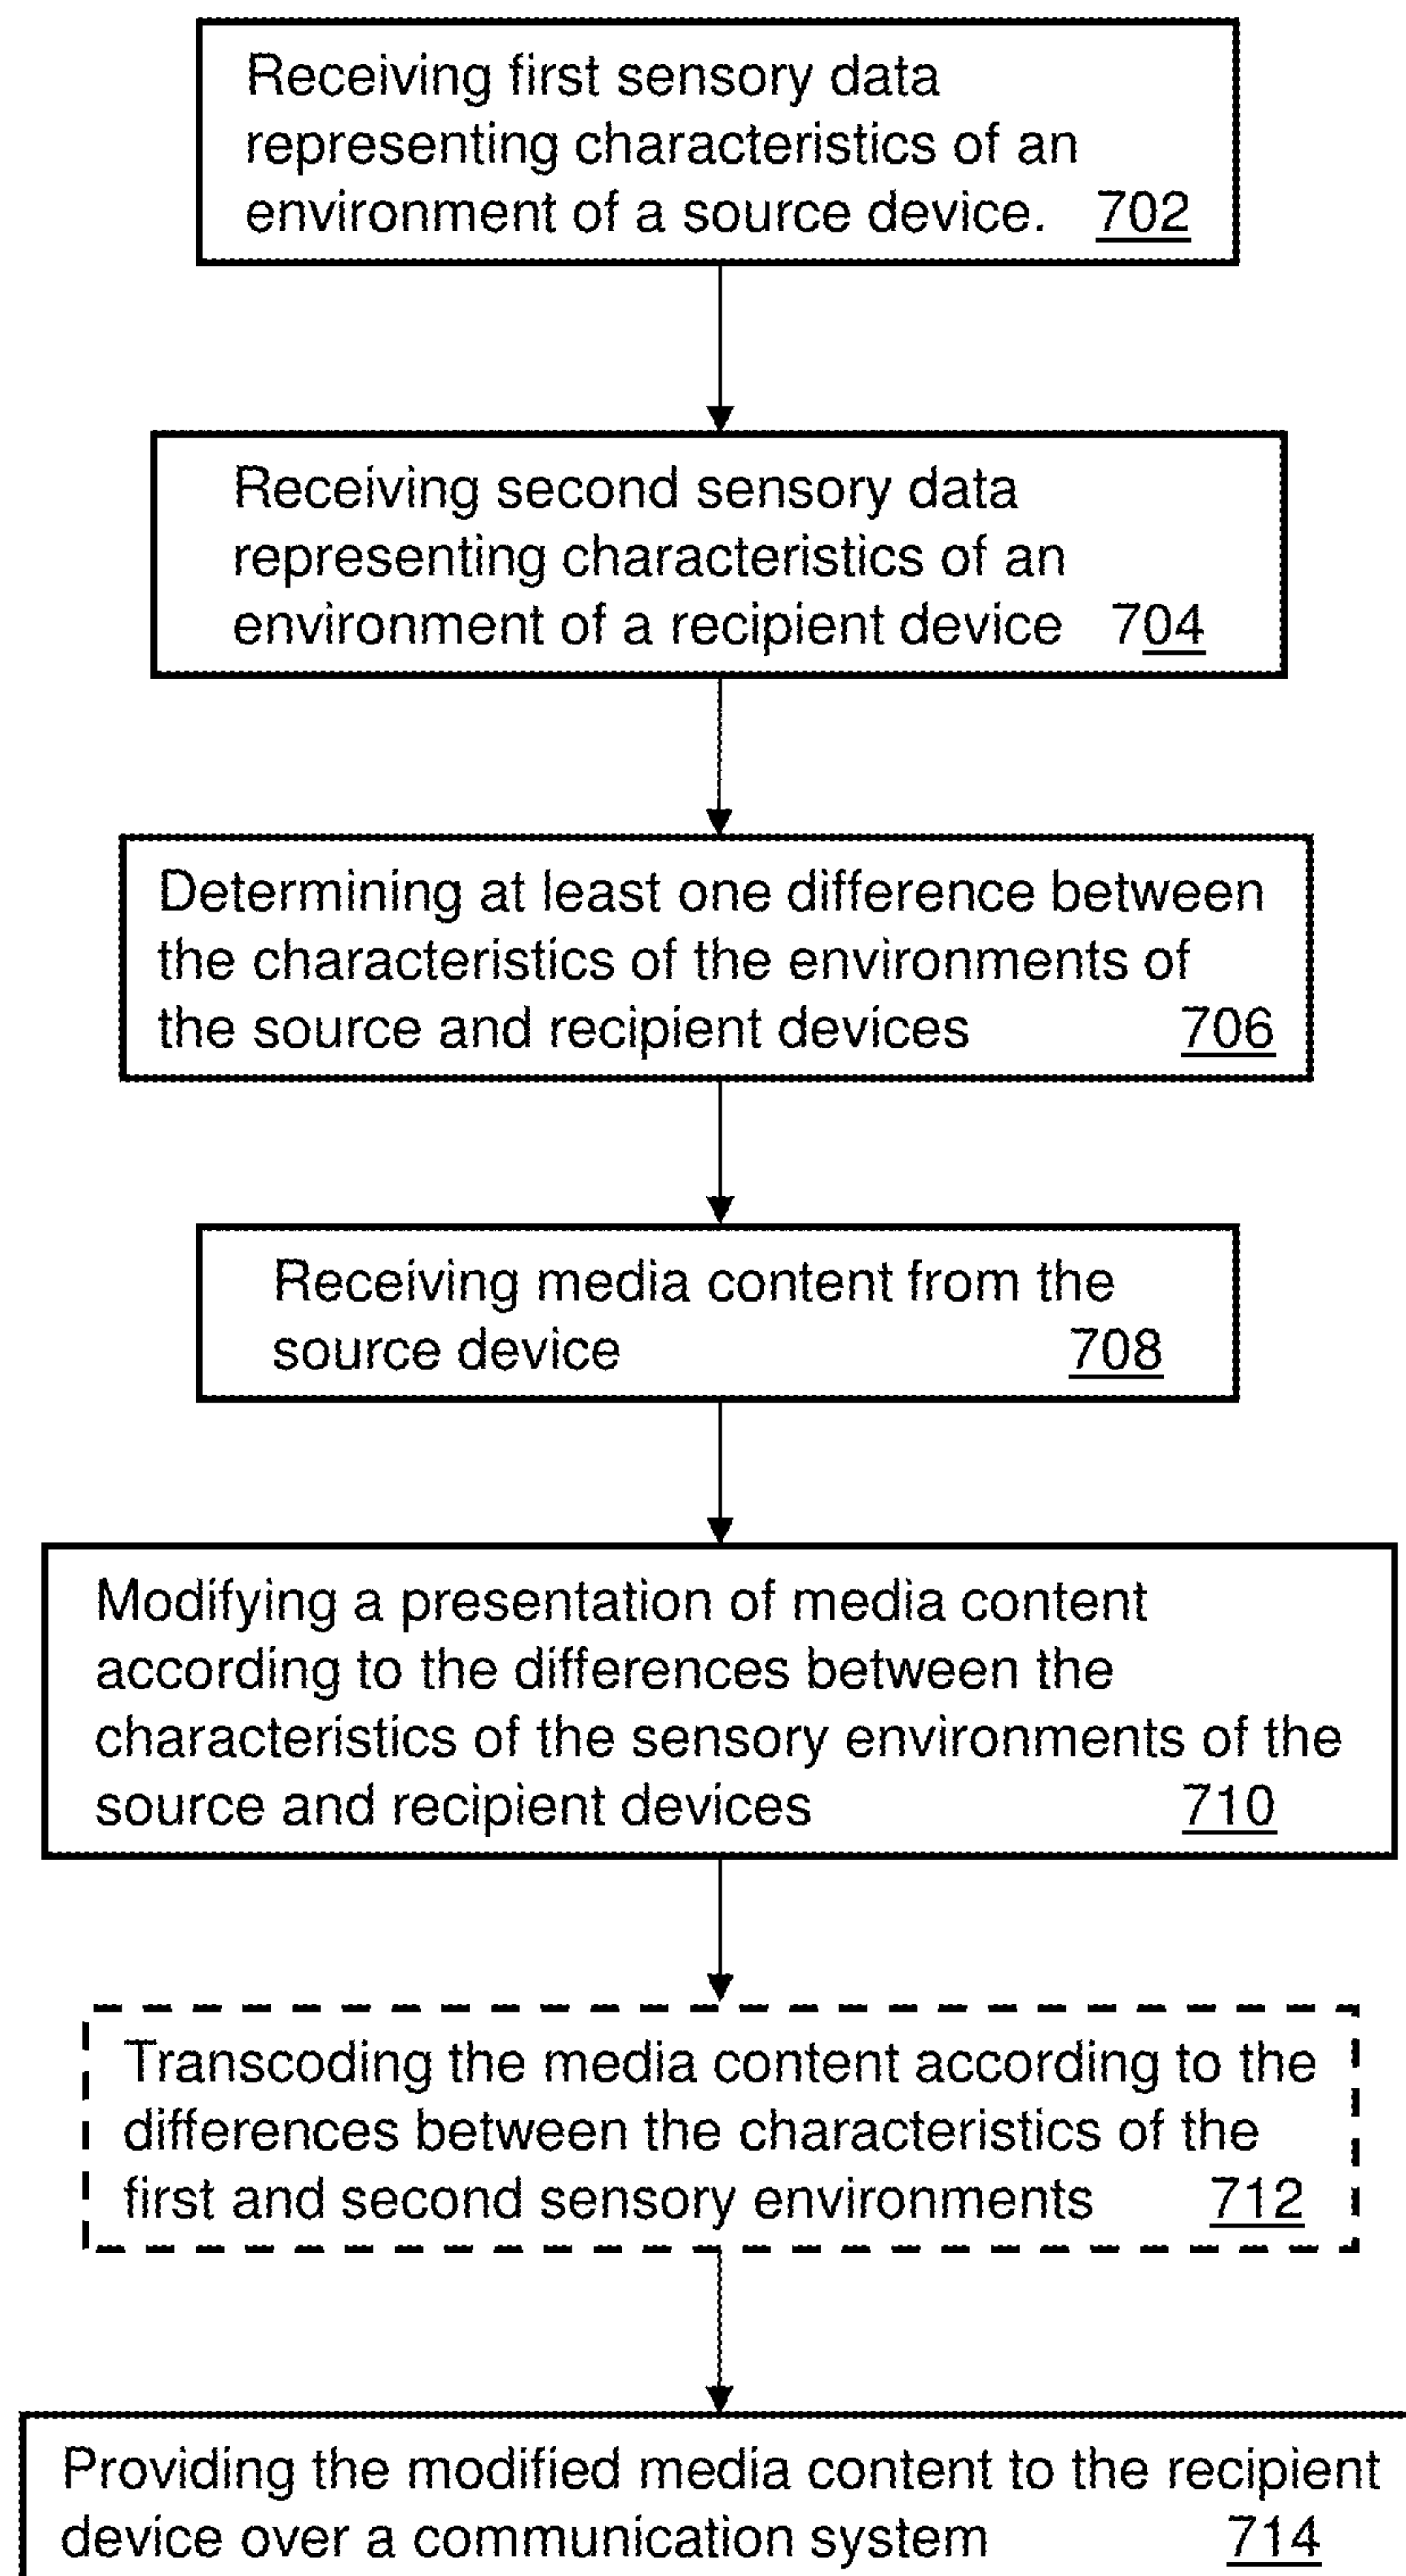 Receiving first sensory data
representing characteristics of an
environment of a source device. 702
Receiving second sensory data
representing characteristics of an
environment of a recipient device 704
Determining at least one difference between
the characteristics of the environments of
the source and recipient devices 706
Receiving media content from the
source device 708
Modifying a presentation of media content
according to the differences between the
characteristics of the sensory environments of the
source and recipient devices 710
Transcoding the media content according to the
differences between the characteristics of the
first and second sensory environments 712
Providing the modified media content to the recipient
device over a communication system 714